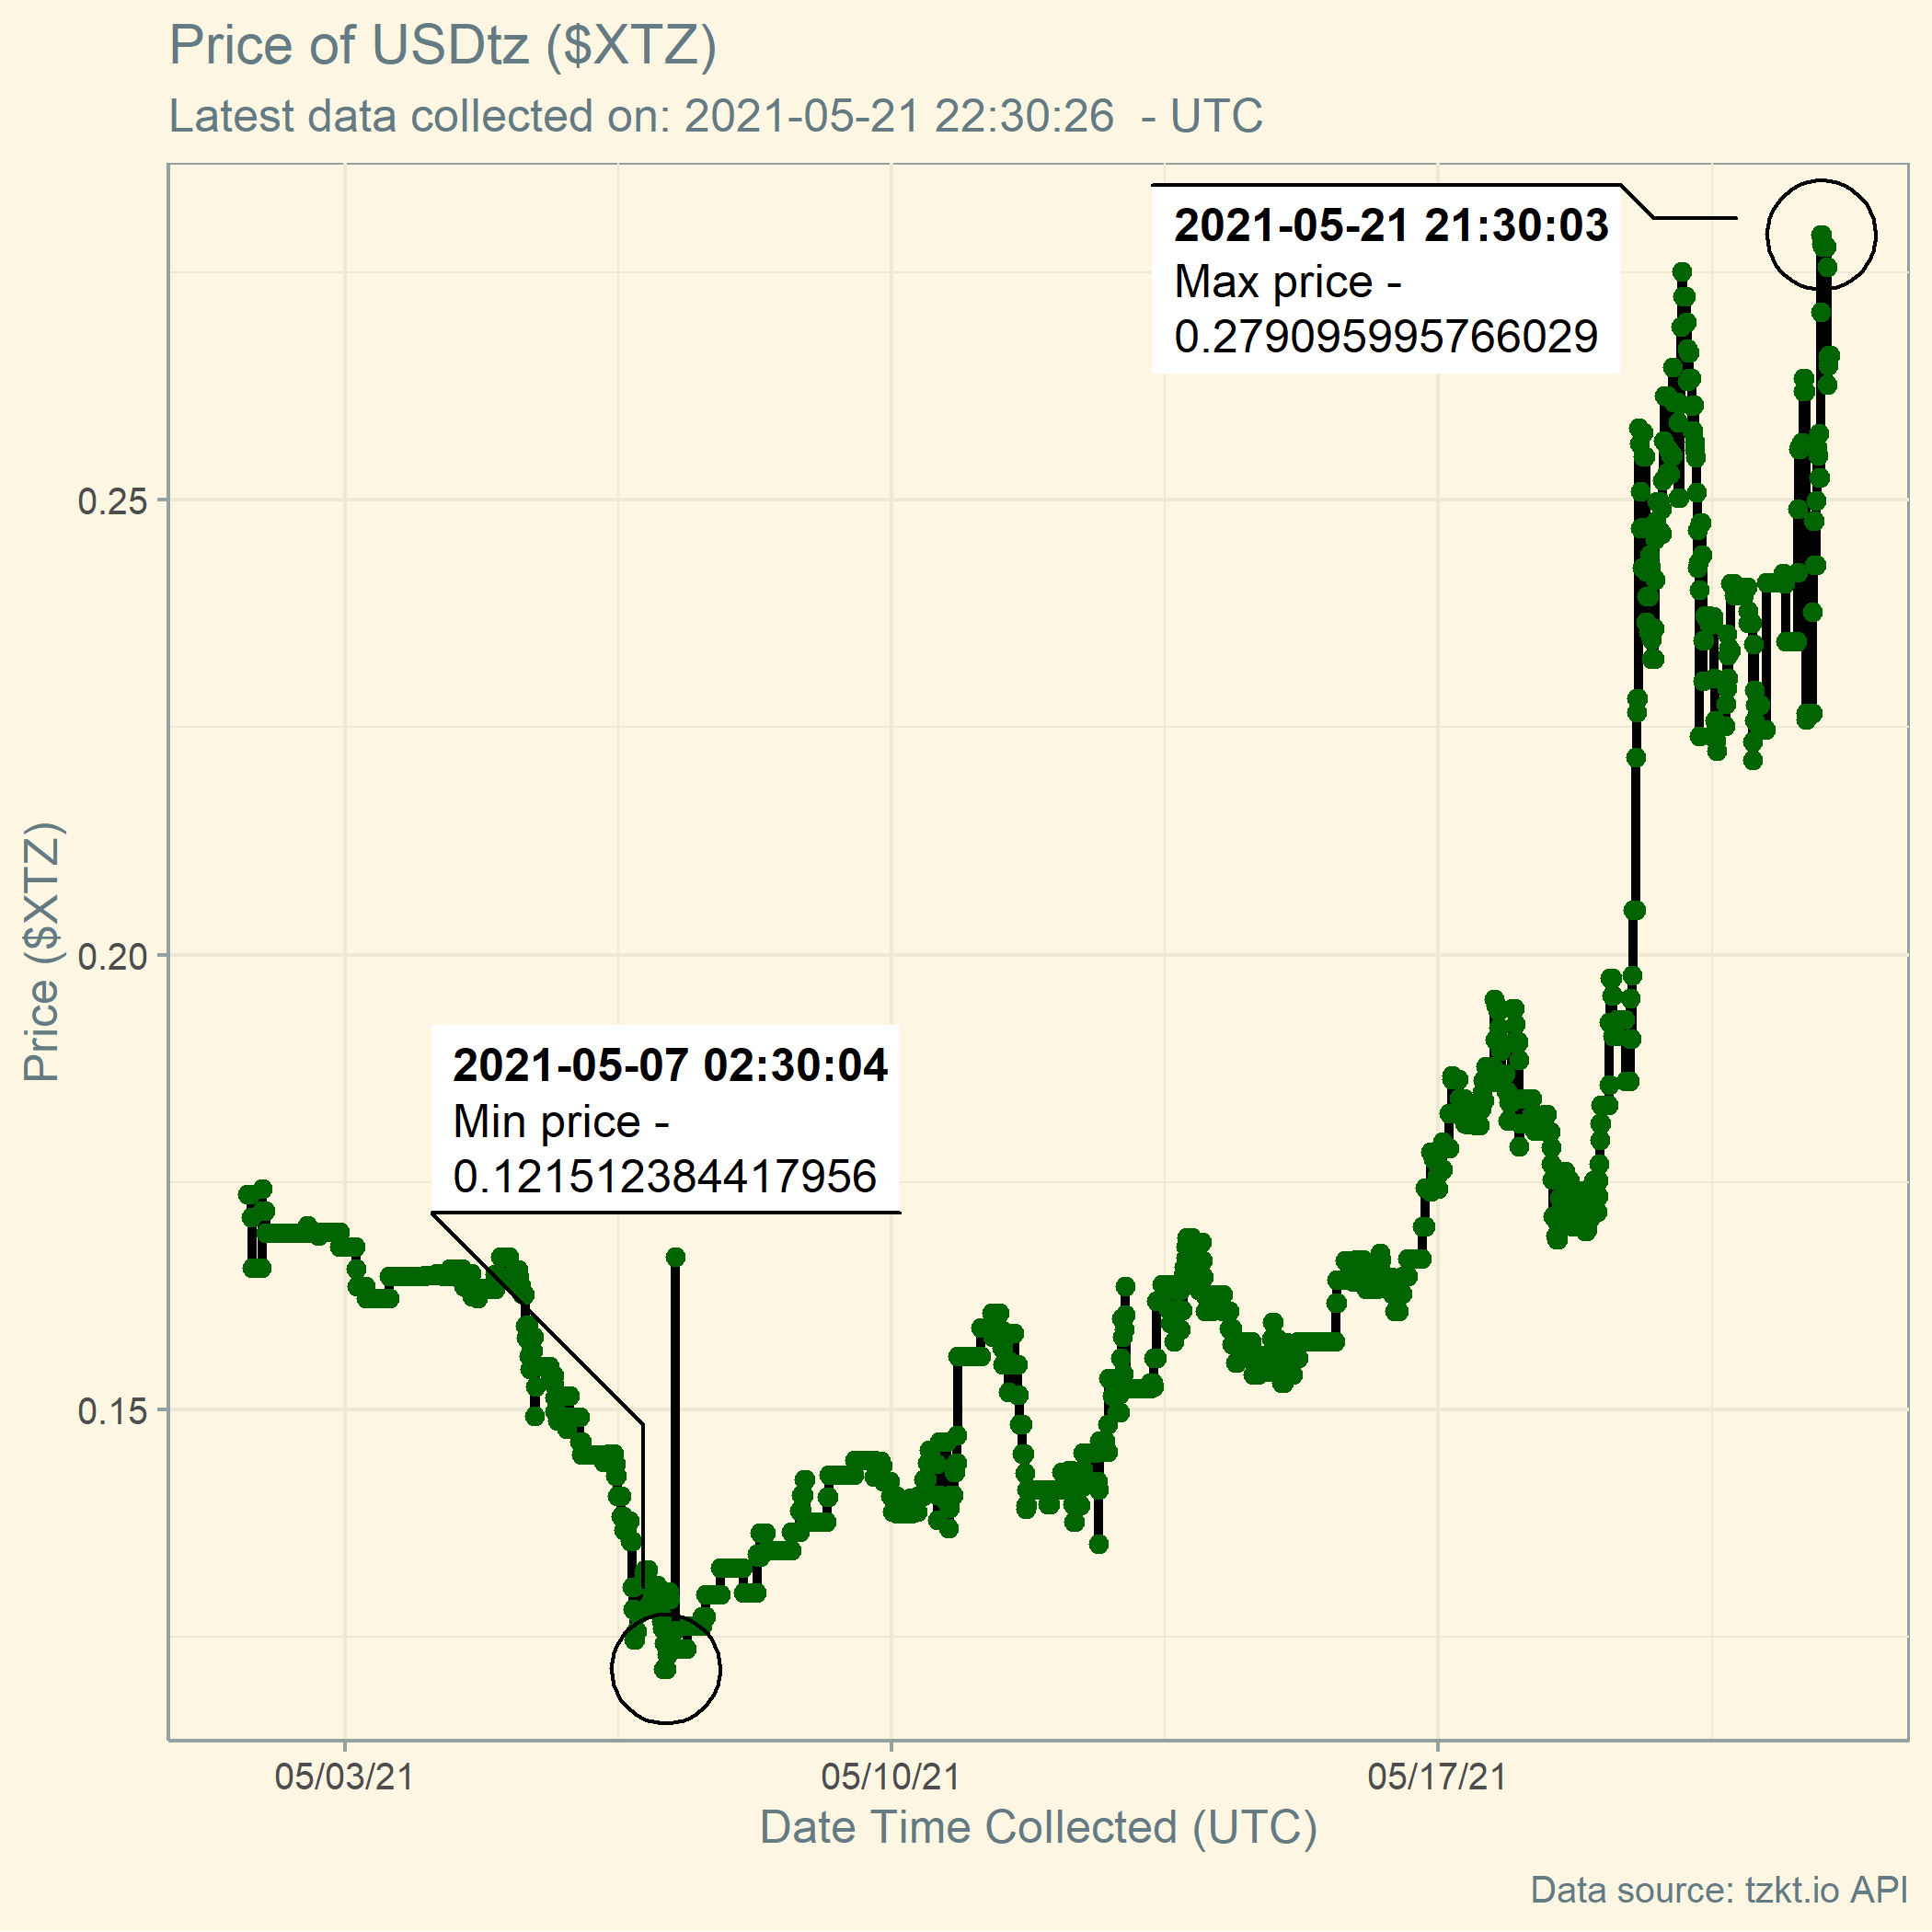 Price of USDtz ($XTZ)
Latest data collected on: 2021-05-21 22:30:26  - UTC
2021-05-21 21:30:03
Max price -
0.279095995766029
0.25
0.20
0.15
Price ($XTZ)
2021-05-07 02:30:04
Min price -
0.121512384417956
05/03/21
05/10/21
05/17/21
Date Time Collected (UTC)
Data source: tzkt.io API